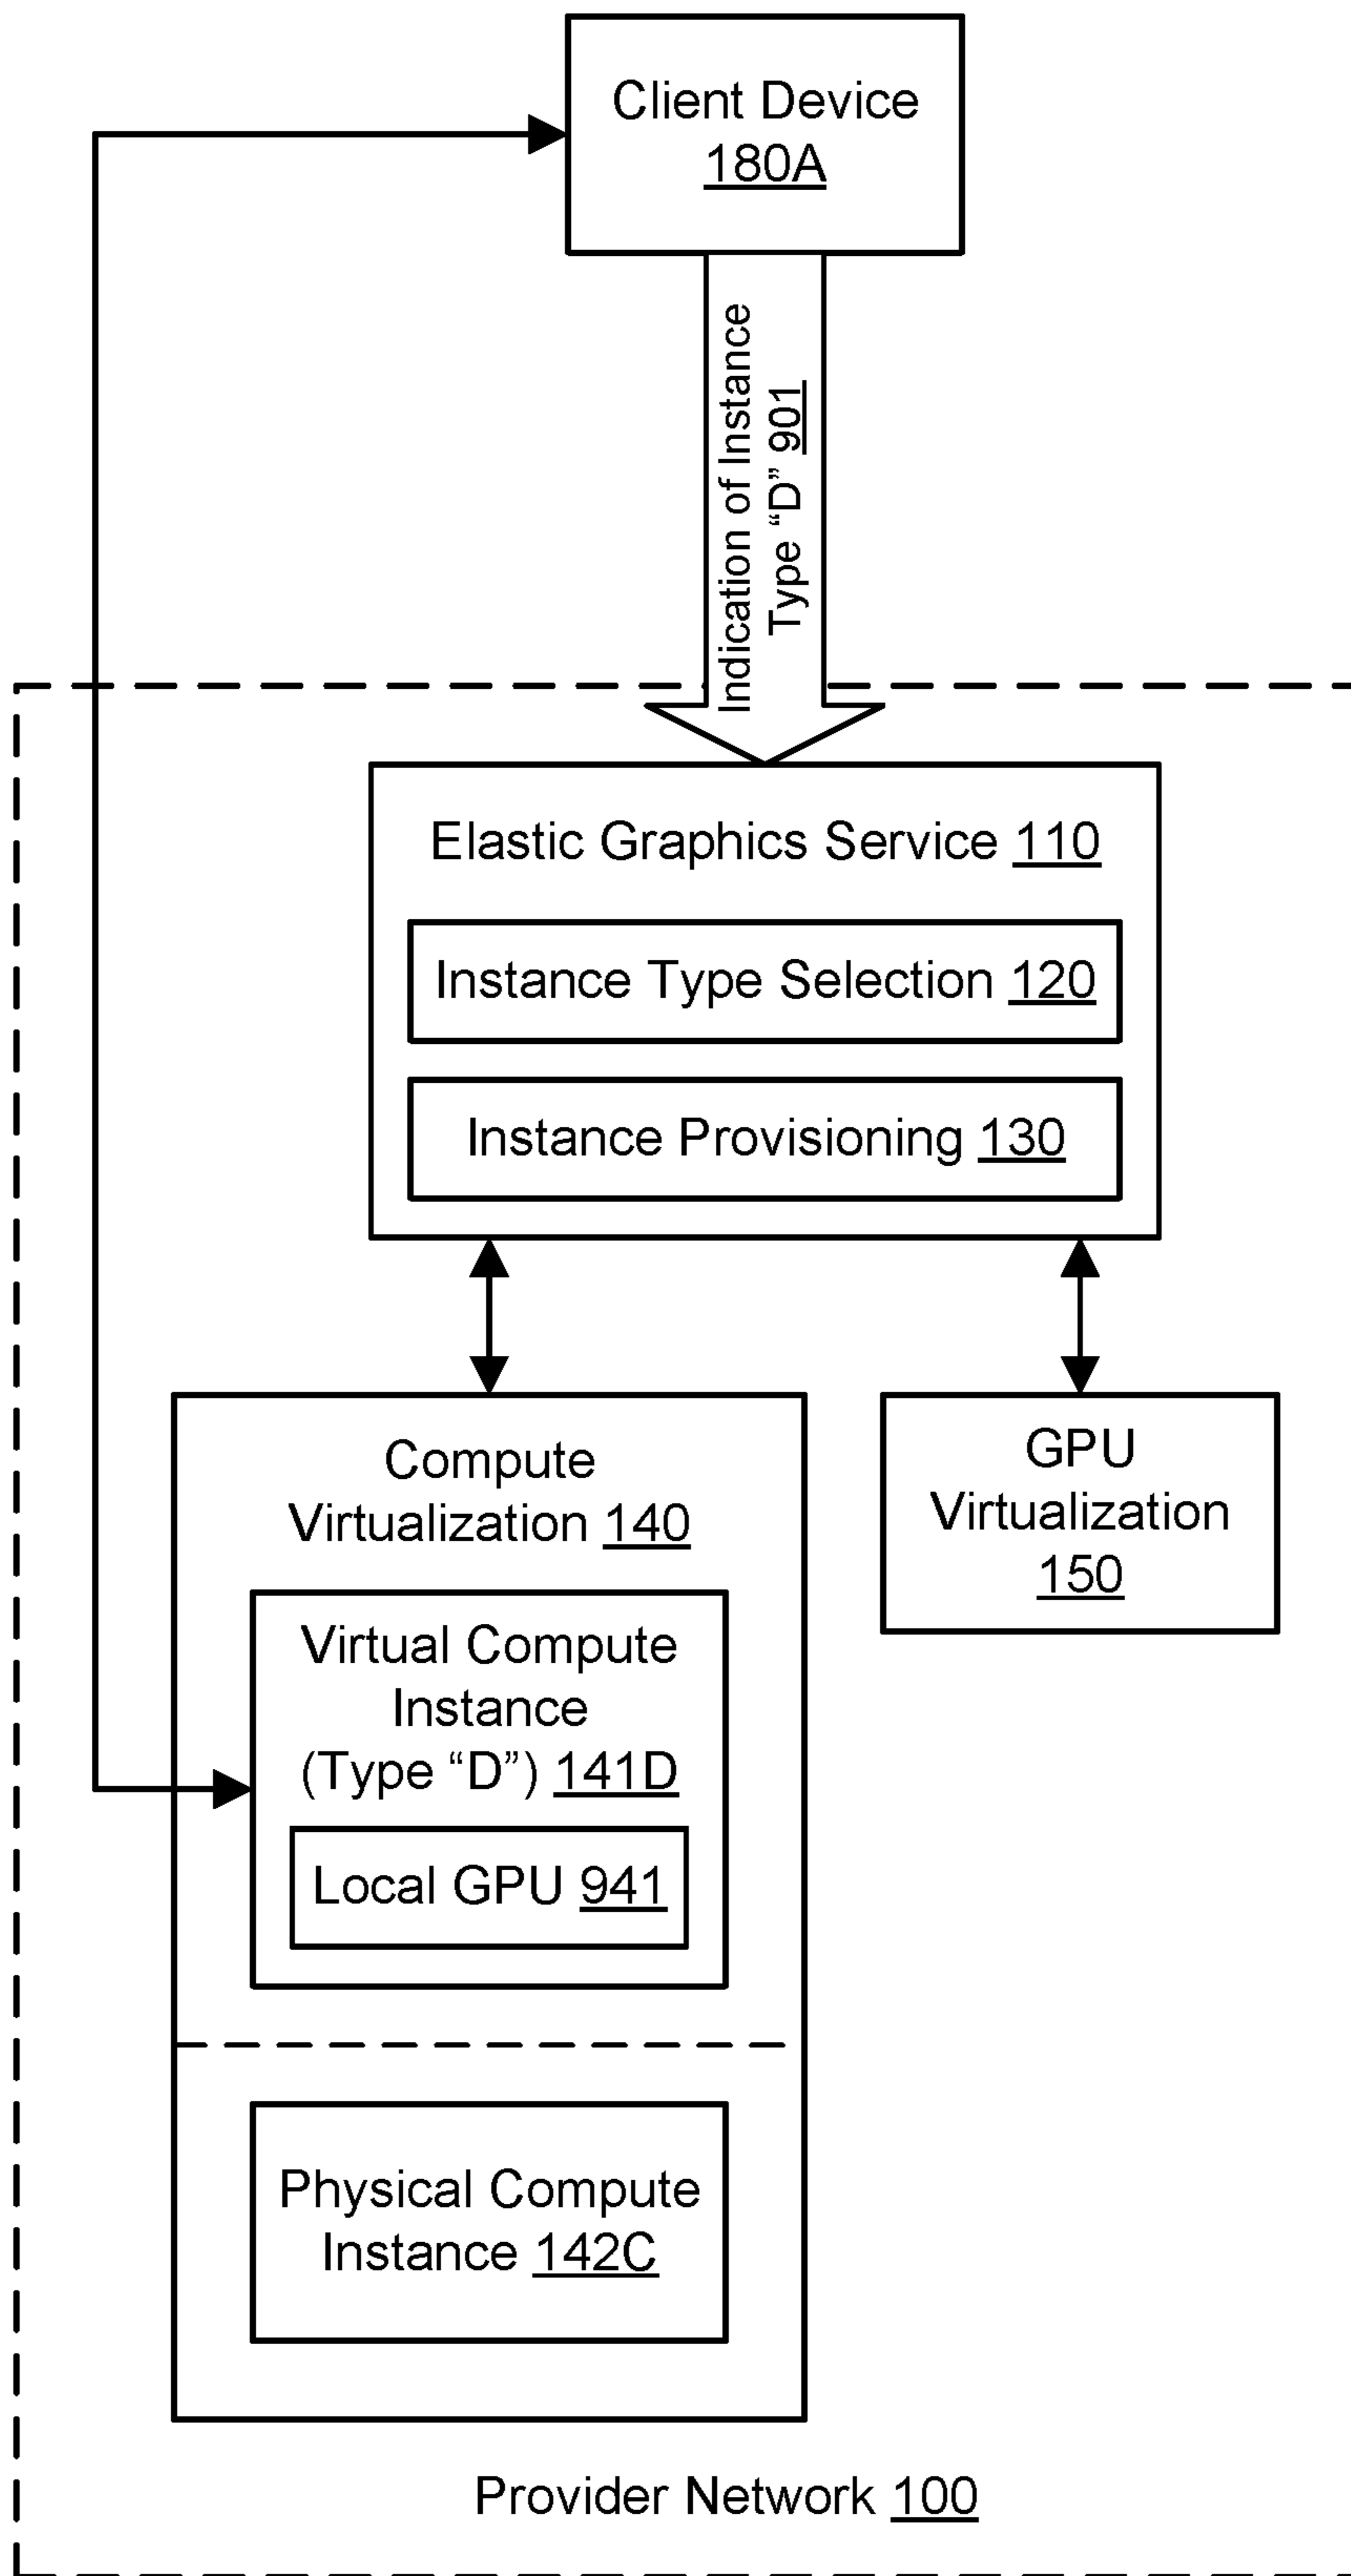 Client Device
180A
Indication of Instance
Type “D” 901
Elastic Graphics Service 110
Instance Type Selection 120
Instance Provisioning 130
Compute
Virtualization 140
GPU
Virtualization
150
Virtual Compute
Instance
(Type “D”) 141D
Local GPU 941
Physical Compute
Instance 142C
Provider Network 100